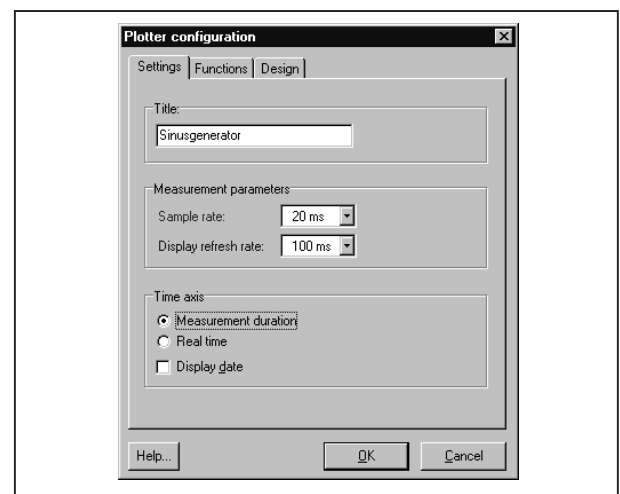 Plotter configuration
Settings Functions Design
Title:
Sinusgenerator
Measurement parameters
Sample rate: 20 ms
Display refresh rate: 100 ms
Time axis
Measurement duration
Real time
Display date
Help... OK Cancel